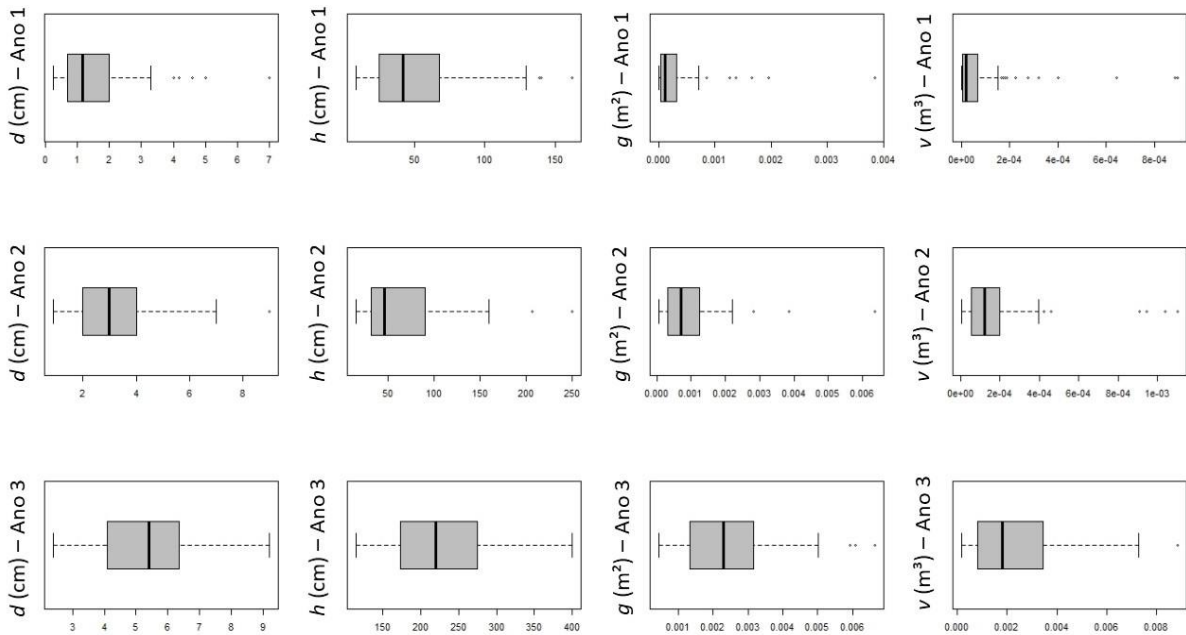 d (cm) – Ano 1
0 1 2 3 4 5 6 7
h (cm) – Ano 1
50 100 150
g (m²) – Ano 1
0.000 0.001 0.002 0.003 0.004
v (m³) – Ano 1
0e+00 2e-04 4e-04 6e-04 8e-04
d (cm) – Ano 2
2 4 6 8
h (cm) – Ano 2
50 100 150 200 250
g (m²) – Ano 2
0.000 0.001 0.002 0.003 0.004 0.005 0.006
v (m³) – Ano 2
0e+00 2e-04 4e-04 6e-04 8e-04 1e-03
d (cm) – Ano 3
3 4 5 6 7 8 9
h (cm) – Ano 3
150 200 250 300 350 400
g (m²) – Ano 3
0.001 0.002 0.003 0.004 0.005 0.006
v (m³) – Ano 3
0.000 0.002 0.004 0.006 0.008